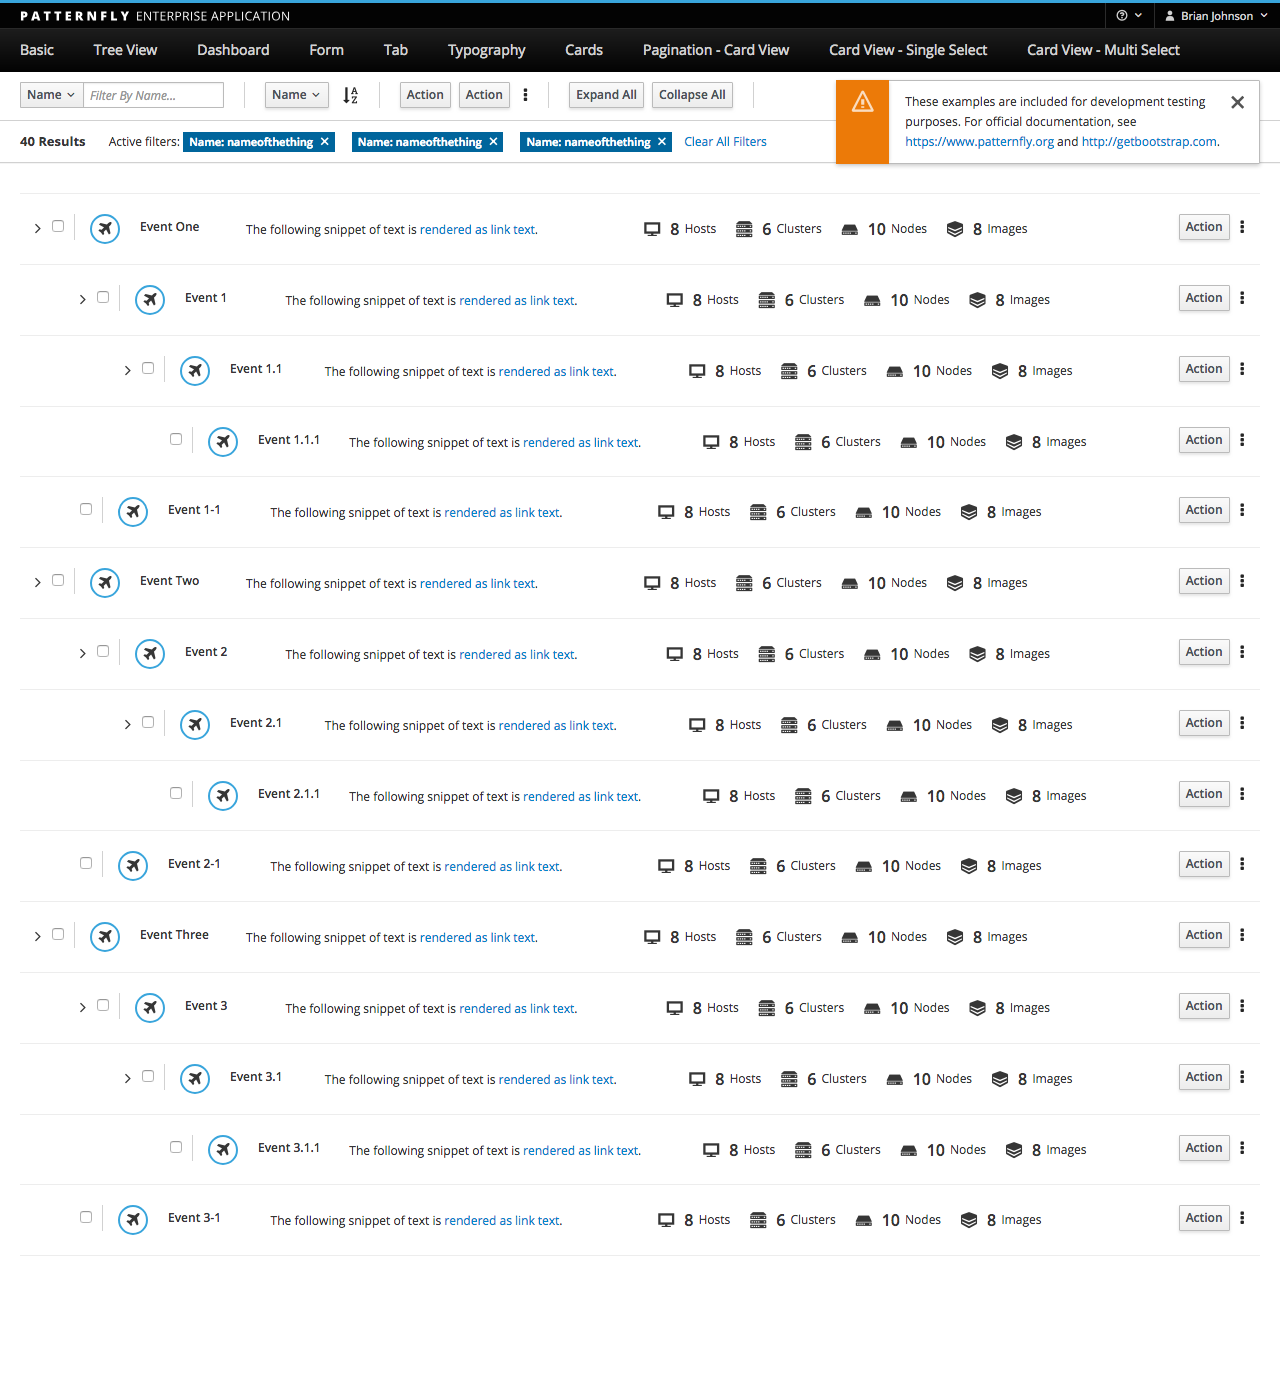 PATTERNFLY ENTERPRISE APPLICATION
Brian Johnson
Basic Tree View Dashboard Form Tab Typography Cards Pagination - Card View Card View - Single Select Card View - Multi Select
Name Filter By Name... Name Action Action Expand All Collapse All
These examples are included for development testing
purposes. For official documentation, see
https://www.patternfly.org and http://getbootstrap.com.
40 Results Active filters: Name: nameofthething Name: nameofthething Name: nameofthething Clear All Filters
Event One The following snippet of text is rendered as link text. 8 Hosts 6 Clusters 10 Nodes 8 Images Action
Event 1 The following snippet of text is rendered as link text. 8 Hosts 6 Clusters 10 Nodes 8 Images Action
Event 1.1 The following snippet of text is rendered as link text. 8 Hosts 6 Clusters 10 Nodes 8 Images Action
Event 1.1.1 The following snippet of text is rendered as link text. 8 Hosts 6 Clusters 10 Nodes 8 Images Action
Event 1-1 The following snippet of text is rendered as link text. 8 Hosts 6 Clusters 10 Nodes 8 Images Action
Event Two The following snippet of text is rendered as link text. 8 Hosts 6 Clusters 10 Nodes 8 Images Action
Event 2 The following snippet of text is rendered as link text. 8 Hosts 6 Clusters 10 Nodes 8 Images Action
Event 2.1 The following snippet of text is rendered as link text. 8 Hosts 6 Clusters 10 Nodes 8 Images Action
Event 2.1.1 The following snippet of text is rendered as link text. 8 Hosts 6 Clusters 10 Nodes 8 Images Action
Event 2-1 The following snippet of text is rendered as link text. 8 Hosts 6 Clusters 10 Nodes 8 Images Action
Event Three The following snippet of text is rendered as link text. 8 Hosts 6 Clusters 10 Nodes 8 Images Action
Event 3 The following snippet of text is rendered as link text. 8 Hosts 6 Clusters 10 Nodes 8 Images Action
Event 3.1 The following snippet of text is rendered as link text. 8 Hosts 6 Clusters 10 Nodes 8 Images Action
Event 3.1.1 The following snippet of text is rendered as link text. 8 Hosts 6 Clusters 10 Nodes 8 Images Action
Event 3-1 The following snippet of text is rendered as link text. 8 Hosts 6 Clusters 10 Nodes 8 Images Action